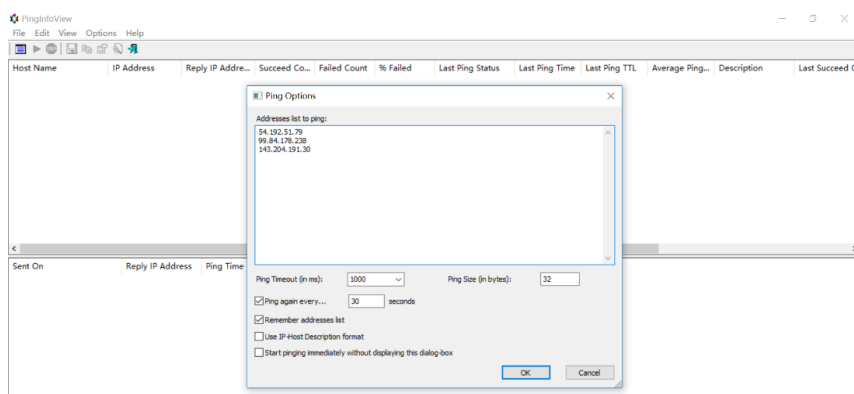 PingInfoView
File Edit View Options Help
Host Name IP Address Reply IP Addre... Succeed Co... Failed Count % Failed Last Ping Status Last Ping Time Last Ping TTL Average Ping... Description Last Succeed
Ping Options
Addresses list to ping:
54.192.51.79
99.84.178.238
143.204.191.30
Sent On Reply IP Address Ping Time
Ping Timeout (in ms): 1000 Ping Size (in bytes): 32
Ping again every... 30 seconds
Remember addresses list
Use IP-Host Description format
Start pinging immediately without displaying this dialog-box
OK Cancel